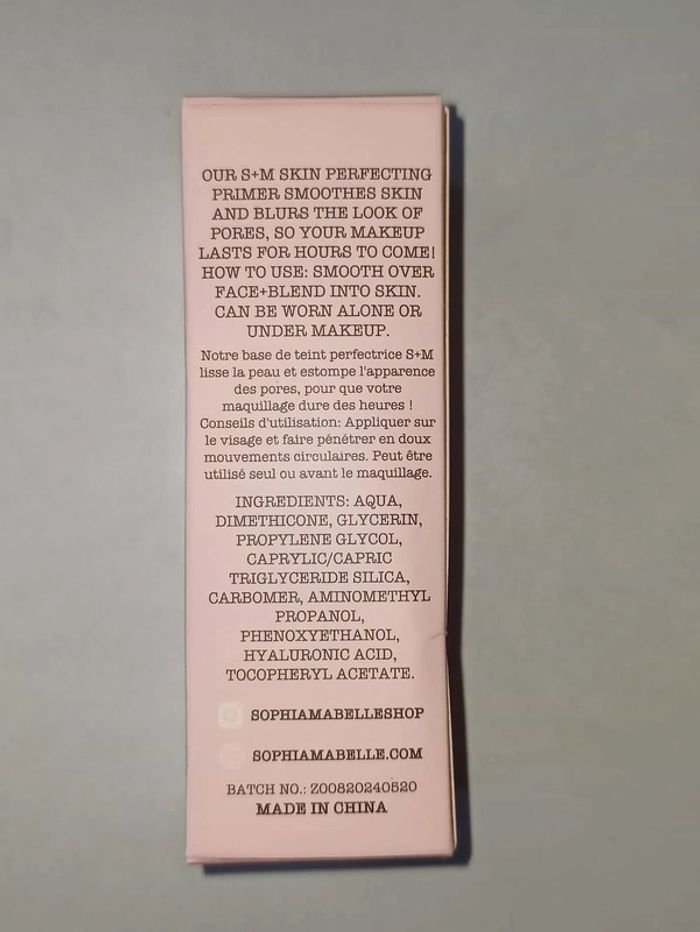 OUR S+M SKIN PERFECTING
PRIMER SMOOTHES SKIN
AND BLURS THE LOOK OF
PORES, SO YOUR MAKEUP
LASTS FOR HOURS TO COME!
HOW TO USE: SMOOTH OVER
FACE+BLEND INTO SKIN.
CAN BE WORN ALONE OR
UNDER MAKEUP.
Notre base de teint perfectrice S+M
lisse la peau et estompe l'apparence
des pores, pour que votre
maquillage dure des heures !
Conseils d'utilisation: Appliquer sur
le visage et faire pénétrer en doux
mouvements circulaires. Peut être
utilisé seul ou avant le maquillage.
INGREDIENTS: AQUA,
DIMETHICONE, GLYCERIN,
PROPYLENE GLYCOL,
CAPRYLIC/CAPRIC
TRIGLYCERIDE SILICA,
CARBOMER, AMINOMETHYL
PROPANOL,
PHENOXYETHANOL,
HYALURONIC ACID,
TOCOPHERYL ACETATE.
SOPHIAMABELLESHOP
SOPHIAMABELLE.COM
BATCH NO.: Z00820240520
MADE IN CHINA